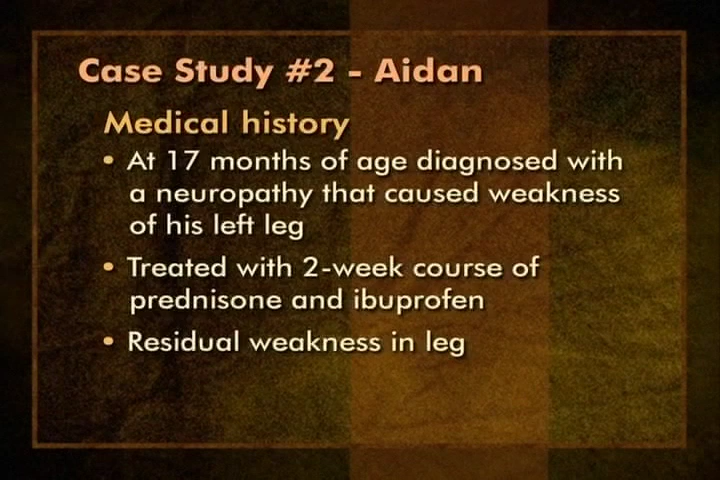 Case Study #2 - Aidan
Medical history
• At 17 months of age diagnosed with
a neuropathy that caused weakness
of his left leg
• Treated with 2-week course of
prednisone and ibuprofen
• Residual weakness in leg